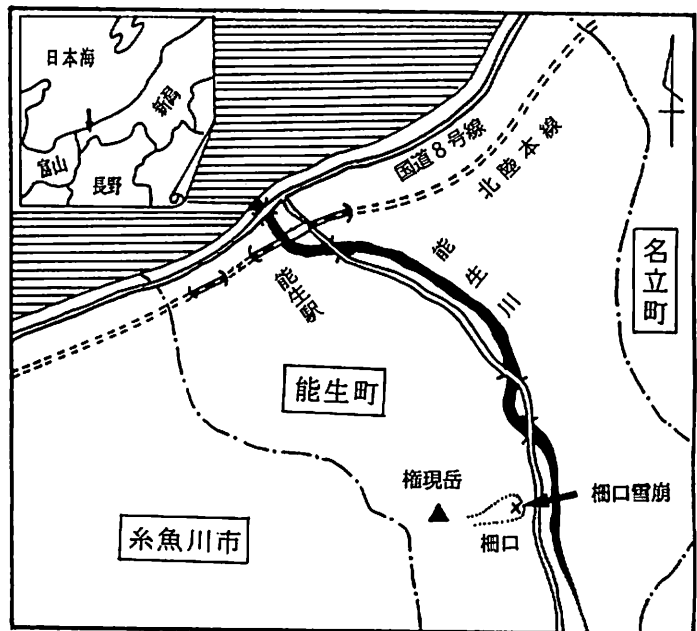 日本海
新潟
富山
長野
国道8号線
北陸本線
能生川
名立町
能生駅
能生町
権現岳
柵口雪崩
柵口
糸魚川市